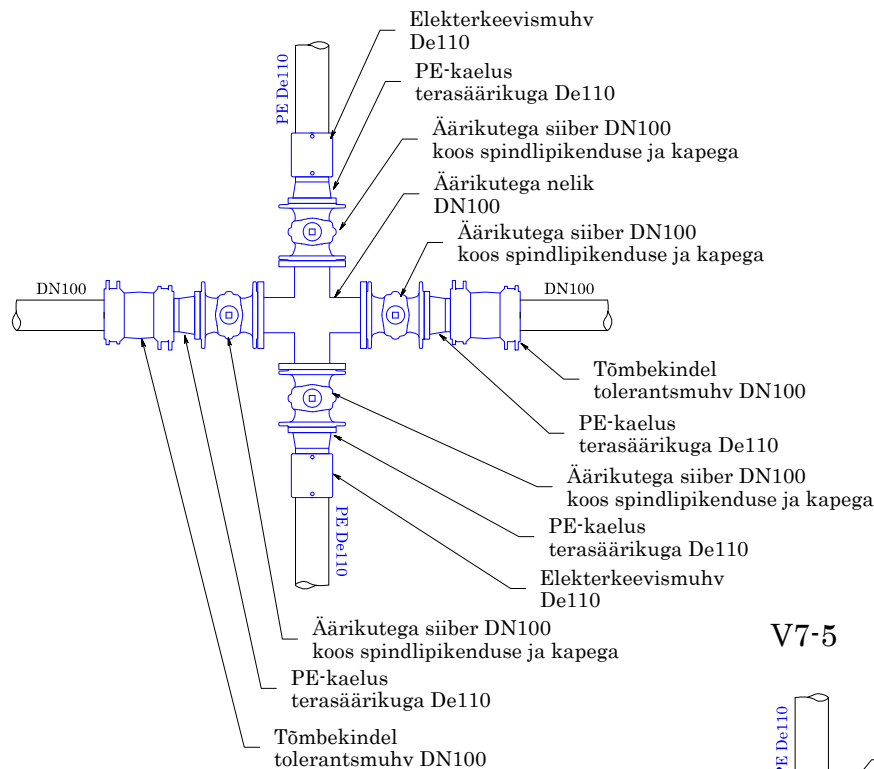 Elekterkeevismuhv
De110
PE-kaelus
terasäärikuga De110
PE De110
Äärikutega siiber DN100
koos spindlipikenduse ja kapega
Äärikutega nelik
DN100
Äärikutega siiber DN100
koos spindlipikenduse ja kapega
DN100
DN100
Tõmbekindel
tolerantsmuhv DN100
PE-kaelus
terasäärikuga De110
Äärikutega siiber DN100
koos spindlipikenduse ja kapega
PE De110
PE-kaelus
terasäärikuga De110
Elekterkeevismuhv
De110
Äärikutega siiber DN100
koos spindlipikenduse ja kapega
V7-5
PE-kaelus
terasäärikuga De110
Tõmbekindel
tolerantsmuhv DN100
PE De110